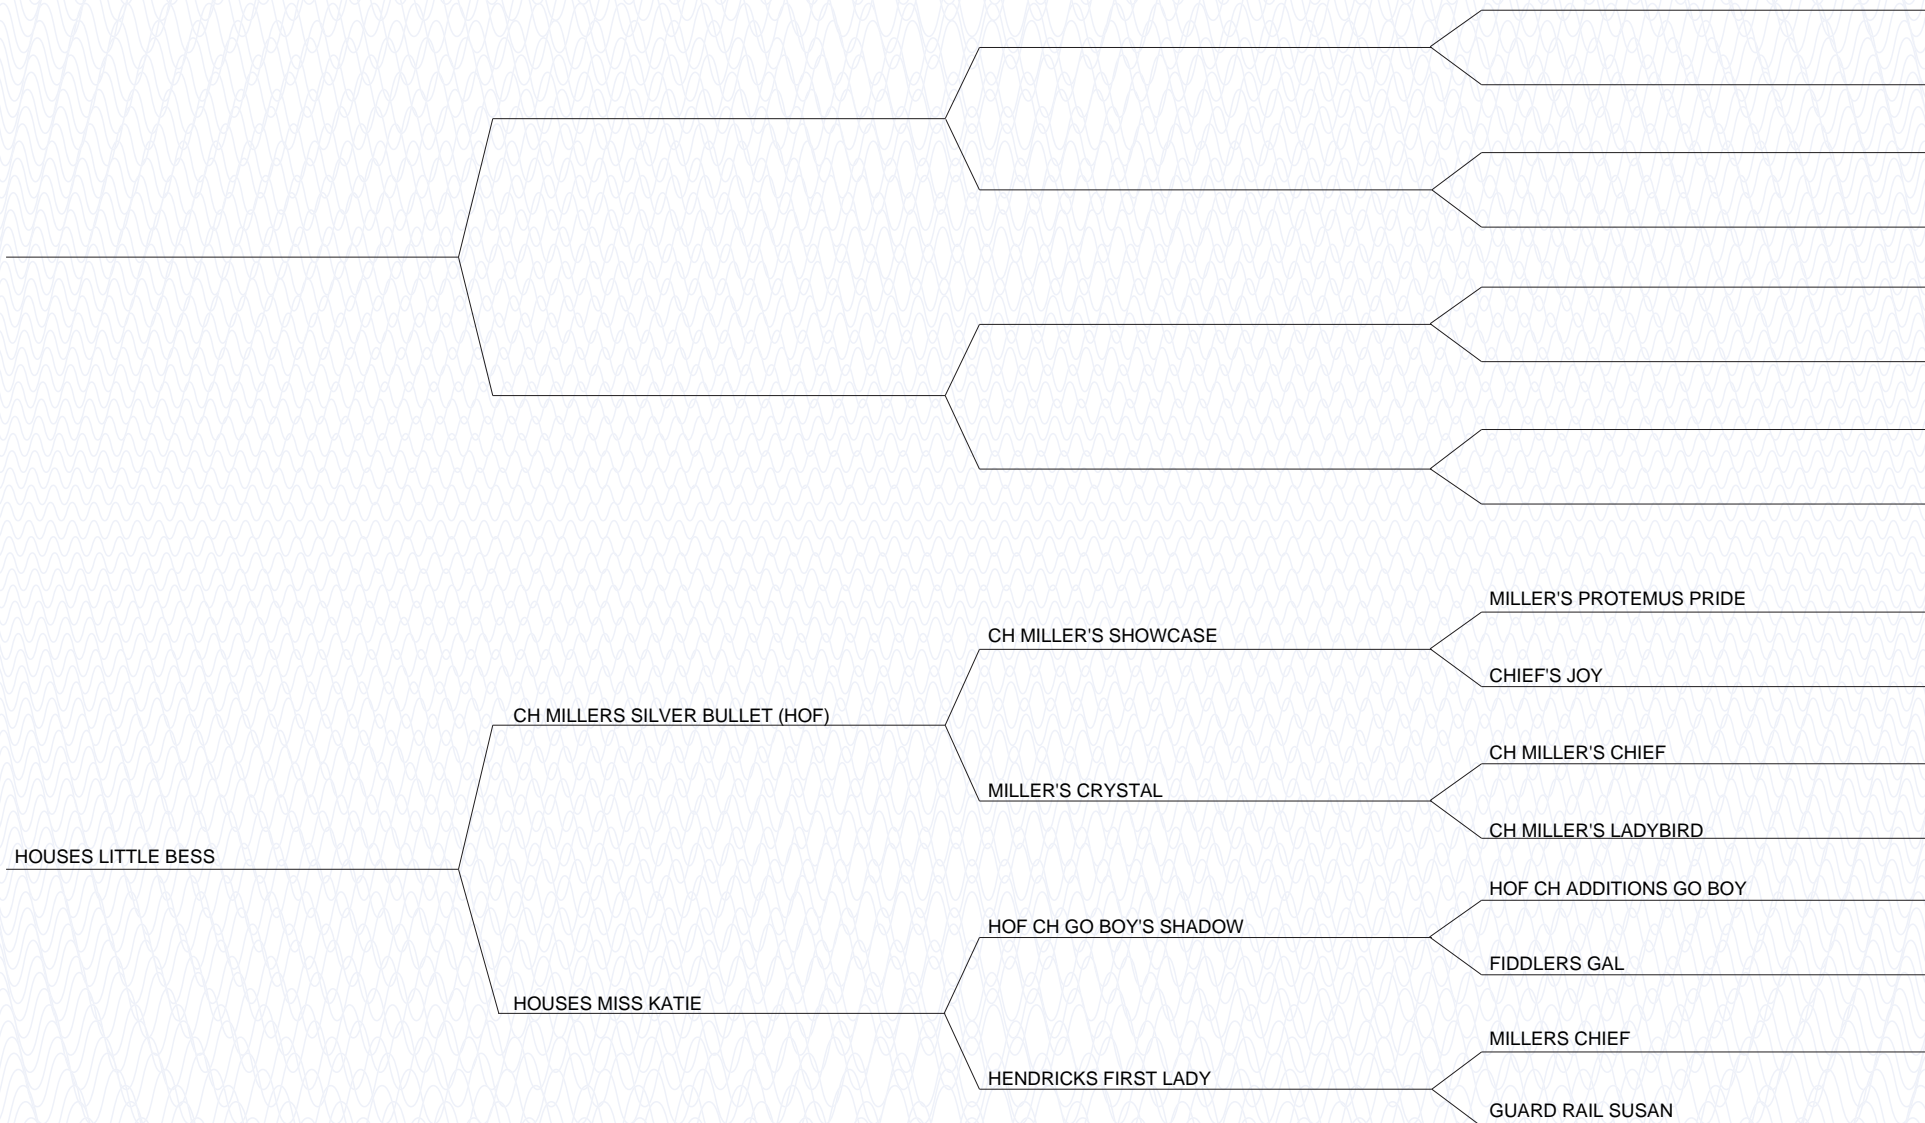 MILLER'S PROTEMUS PRIDE
CH MILLER'S SHOWCASE
CHIEF'S JOY
CH MILLERS SILVER BULLET (HOF)
CH MILLER'S CHIEF
MILLER'S CRYSTAL
CH MILLER'S LADYBIRD
HOUSES LITTLE BESS
HOF CH ADDITIONS GO BOY
HOF CH GO BOY'S SHADOW
FIDDLERS GAL
HOUSES MISS KATIE
MILLERS CHIEF
HENDRICKS FIRST LADY
GUARD RAIL SUSAN